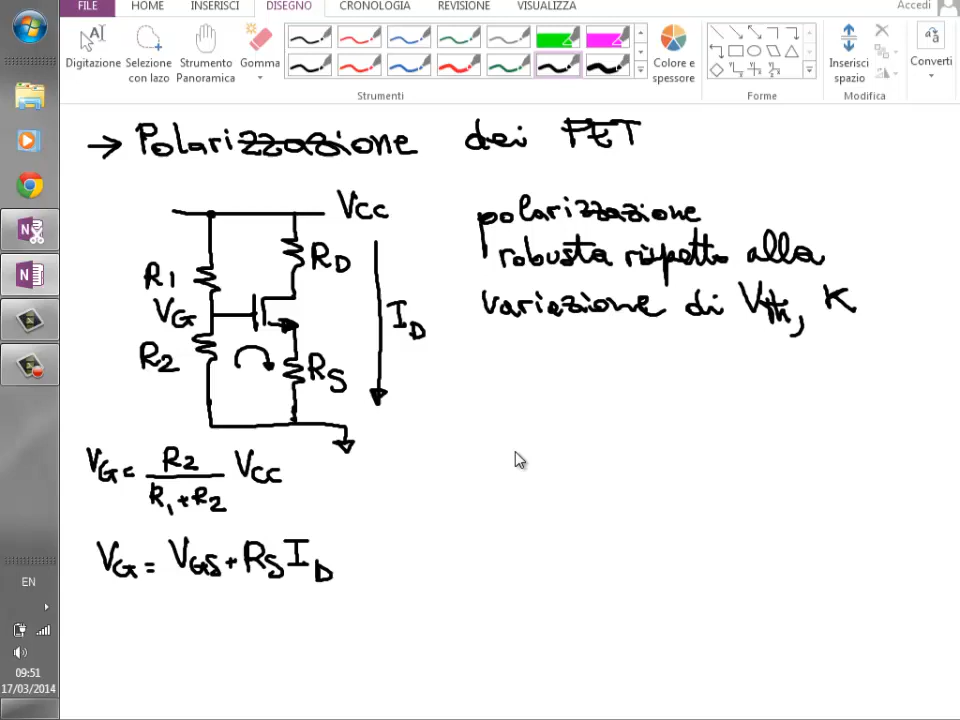 FILE HOME INSERISCI DISEGNO CRONOLOGIA REVISIONE VISUALIZZA Accedi
Digitazione
Selezione con lazo
Strumento Panoramica
Gomma
Colore e spessore
Inserisci spazio
Converti
Strumenti Forme Modifica
→ Polarizzazione dei FET
VCC
R1
RD
VG
ID
R2
RS
polarizzazione
robusta rispetto alla
variazione di Vth, K
VG = R2 / (R1 + R2) VCC
VG = VGS + RS ID
EN
09:51
17/03/2014